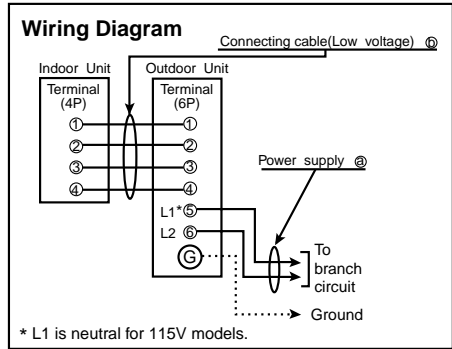 Wiring Diagram
Connecting cable(Low voltage) ⓑ
Indoor Unit
Outdoor Unit
Terminal
(4P)
Terminal
(6P)
① ①
② ②
③ ③
④ ④
Power supply ⓐ
L1* ⑤
L2 ⑥
G
To
branch
circuit
Ground
* L1 is neutral for 115V models.